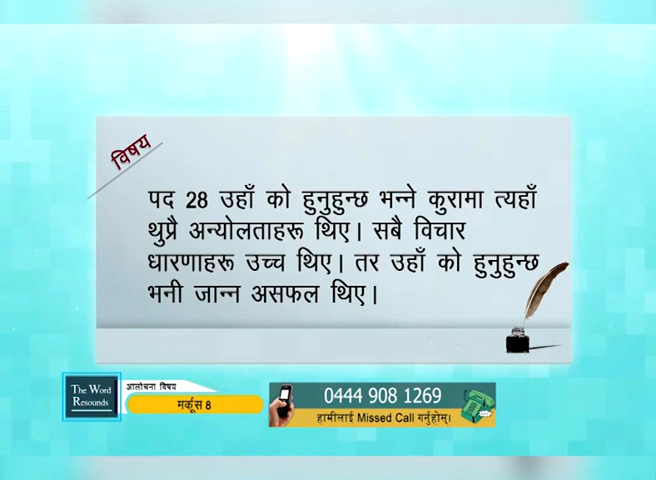 विषय
पद 28 उहाँ को हुनुहुन्छ भन्ने कुरामा त्यहाँ
थुप्रै अन्योलताहरू थिए। सबै विचार
धारणाहरू उच्च थिए। तर उहाँ को हुनुहुन्छ
भनी जान्न असफल थिए।
The Word
Resounds
आलोचना विषय
मर्कूस 8
0444 908 1269
हामीलाई Missed Call गर्नुहोस्।